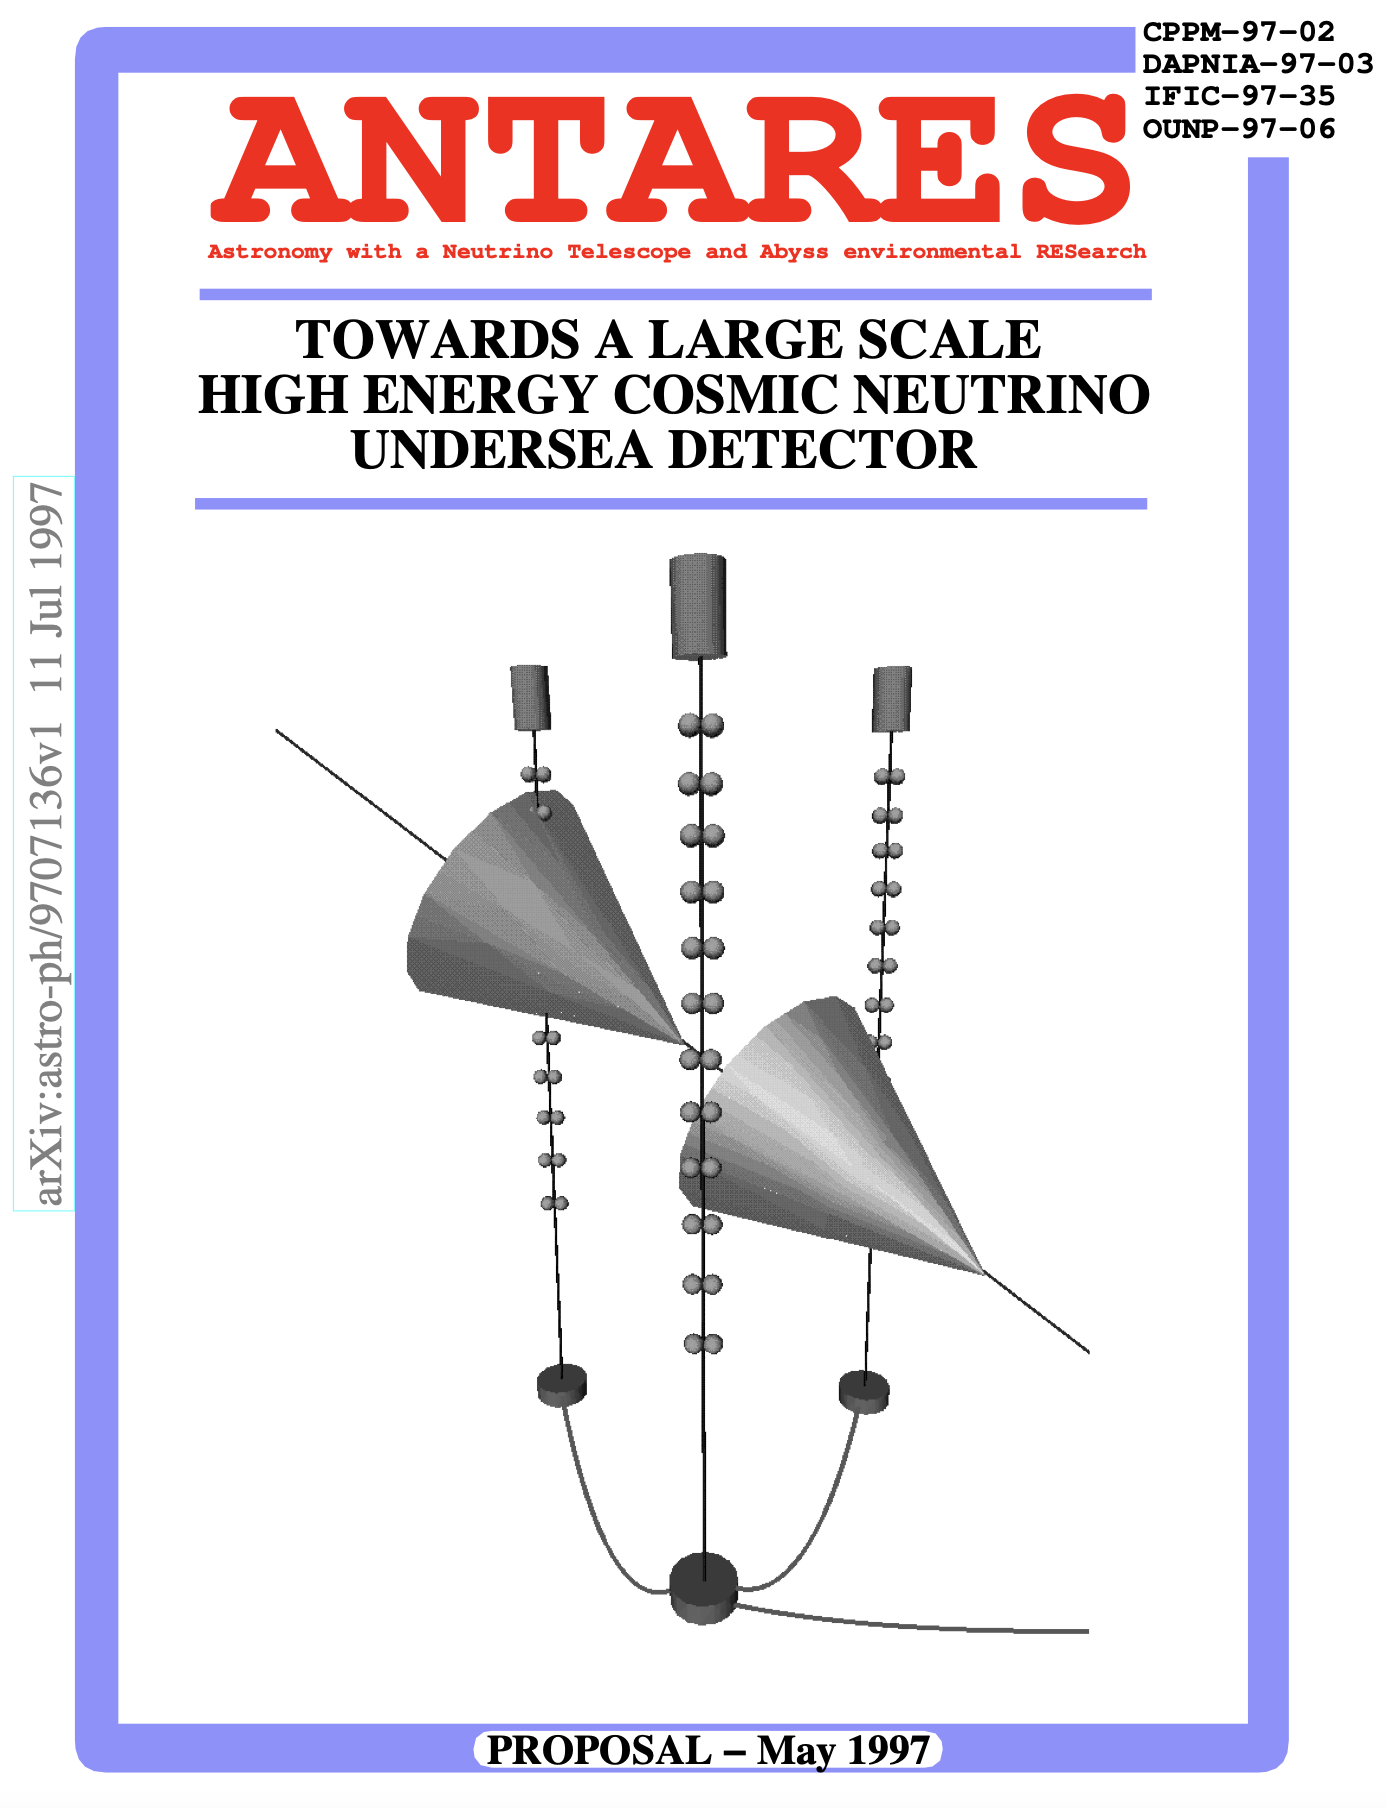 CPPM–97–02
DAPNIA–97–03
IFIC–97–35
OUNP–97–06
ANTARES
Astronomy with a Neutrino Telescope and Abyss environmental RESearch
TOWARDS A LARGE SCALE
HIGH ENERGY COSMIC NEUTRINO
UNDERSEA DETECTOR
arXiv:astro-ph/9707136v1 11 Jul 1997
PROPOSAL – May 1997